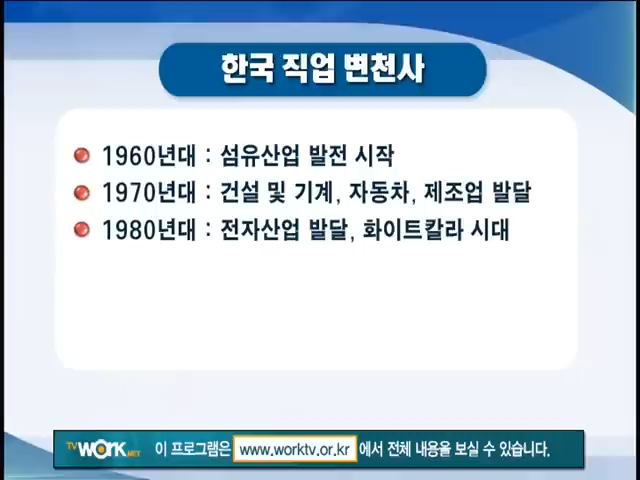 한국 직업 변천사
1960년대 : 섬유산업 발전 시작
1970년대 : 건설 및 기계, 자동차, 제조업 발달
1980년대 : 전자산업 발달, 화이트칼라 시대
TV WORK.NET 이 프로그램은 www.worktv.or.kr 에서 전체 내용을 보실 수 있습니다.